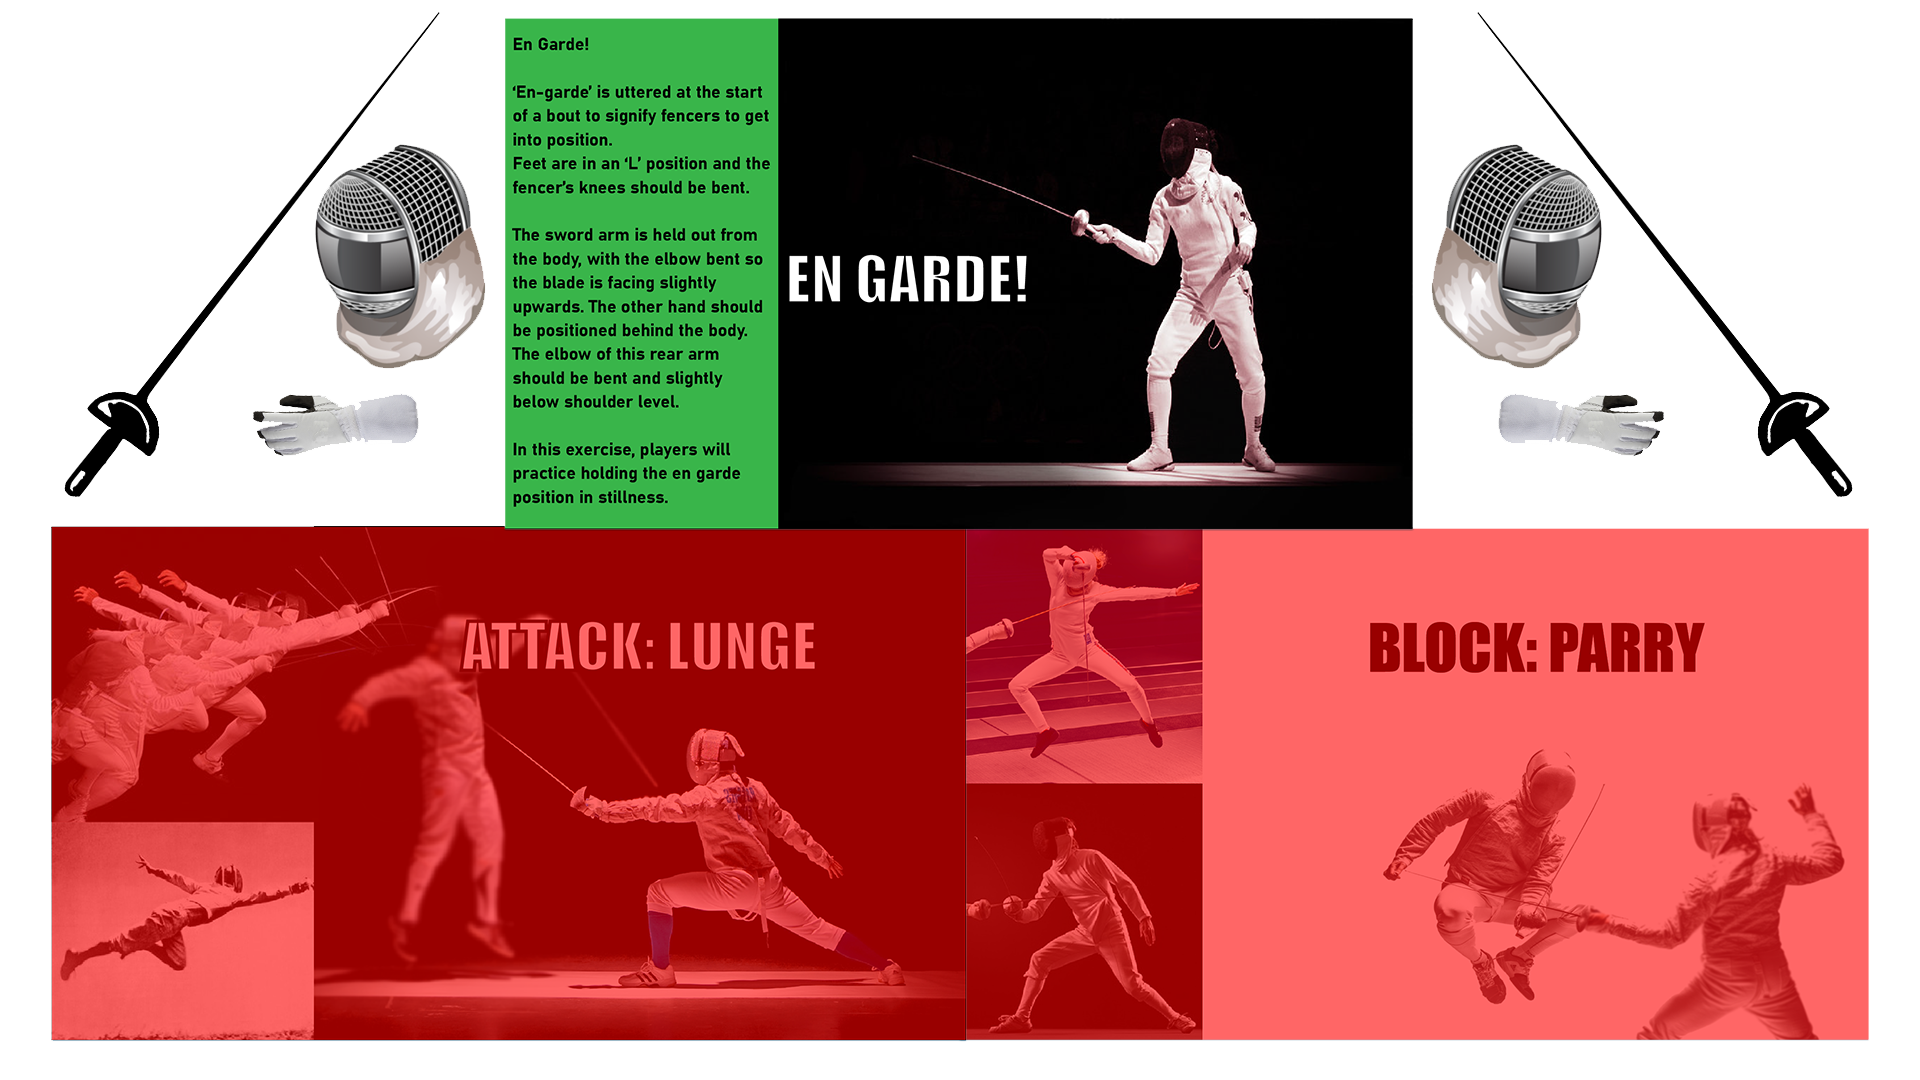 En Garde!
‘En-garde’ is uttered at the start
of a bout to signify fencers to get
into position.
Feet are in an ‘L’ position and the
fencer’s knees should be bent.
The sword arm is held out from
the body, with the elbow bent so
the blade is facing slightly
upwards. The other hand should
be positioned behind the body.
The elbow of this rear arm
should be bent and slightly
below shoulder level.
In this exercise, players will
practice holding the en garde
position in stillness.
EN GARDE!
ATTACK: LUNGE
BLOCK: PARRY